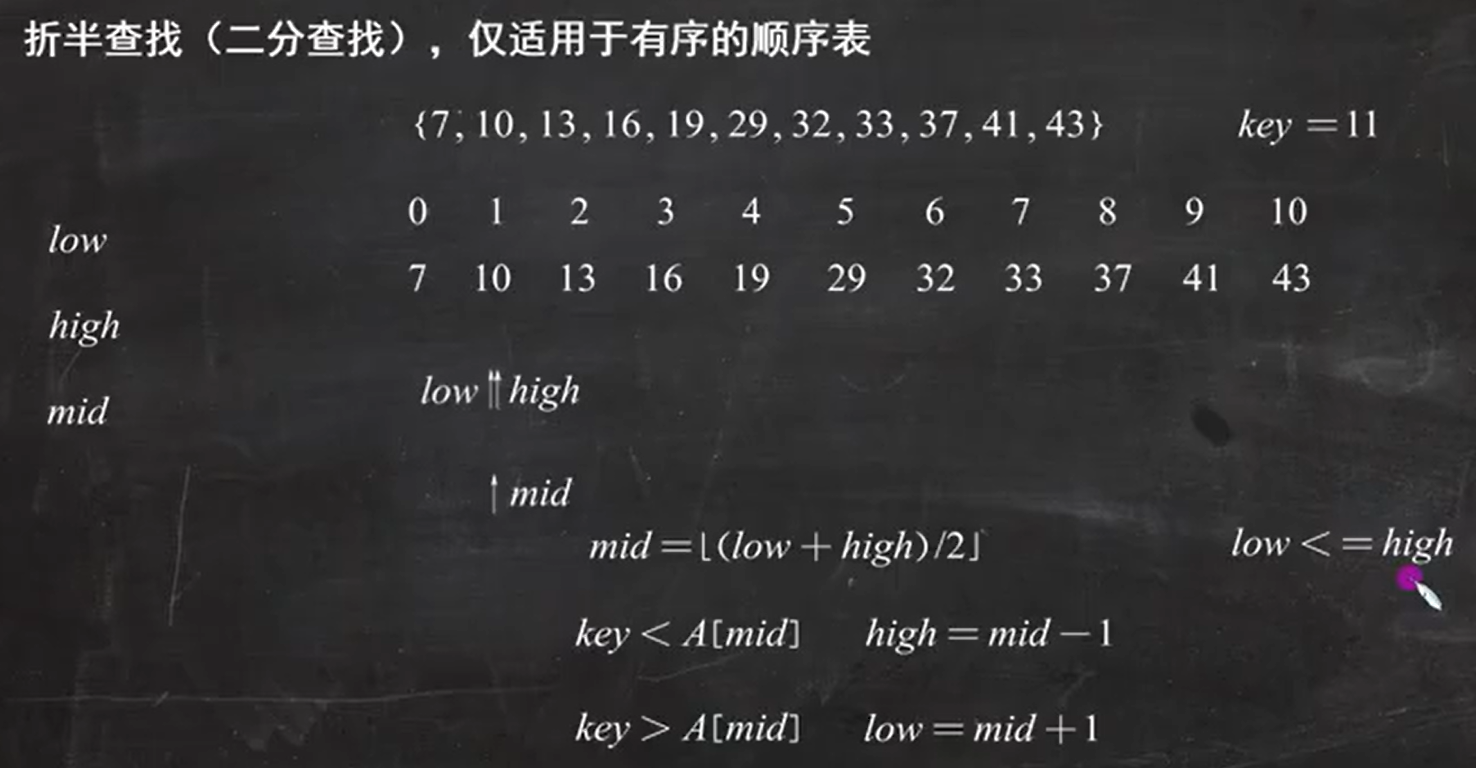 折半查找（二分查找），仅适用于有序的顺序表
{7, 10, 13, 16, 19, 29, 32, 33, 37, 41, 43} key = 11
0 1 2 3 4 5 6 7 8 9 10
low
7 10 13 16 19 29 32 33 37 41 43
high
low ⇈ high
mid
↑ mid
mid = ⌊(low + high)/2⌋ low <= high
key < A[mid] high = mid − 1
key > A[mid] low = mid + 1